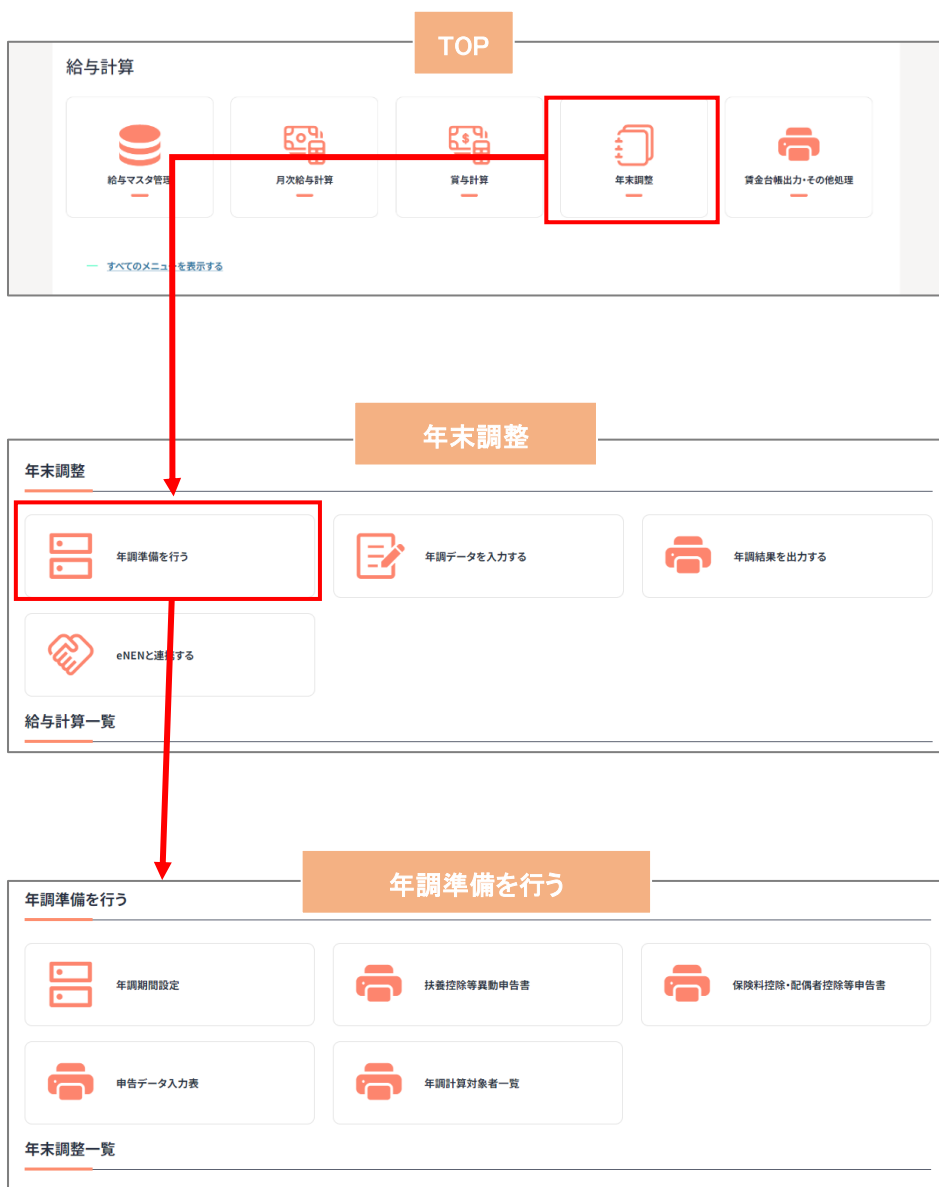 TOP
給与計算
給与マスタ管理
月次給与計算
賞与計算
年末調整
賃金台帳出力・その他処理
すべてのメニューを表示する
年末調整
年末調整
年調準備を行う
年調データを入力する
年調結果を出力する
eNENと連携する
給与計算一覧
年調準備を行う
年調準備を行う
年調期間設定
扶養控除等異動申告書
保険料控除・配偶者控除等申告書
申告データ入力表
年調計算対象者一覧
年末調整一覧